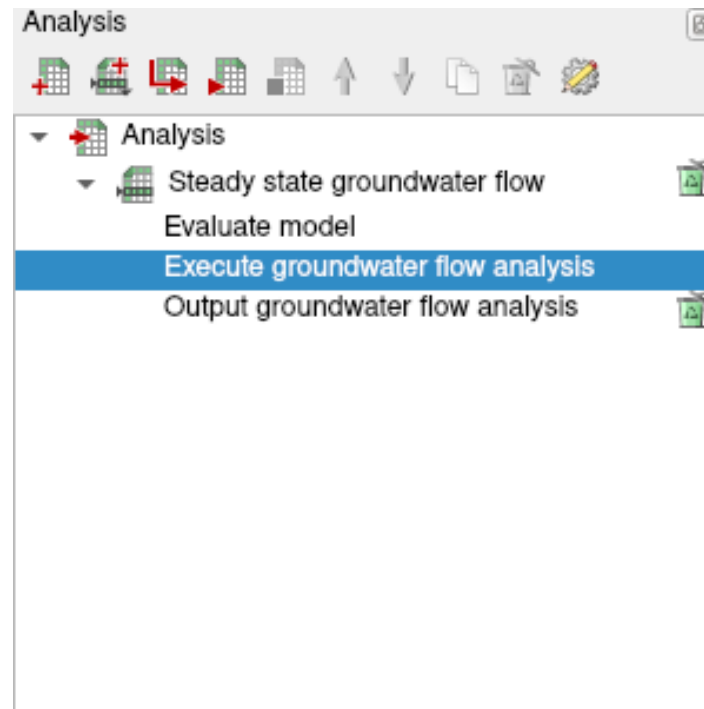 Analysis
Analysis
Steady state groundwater flow
Evaluate model
Execute groundwater flow analysis
Output groundwater flow analysis